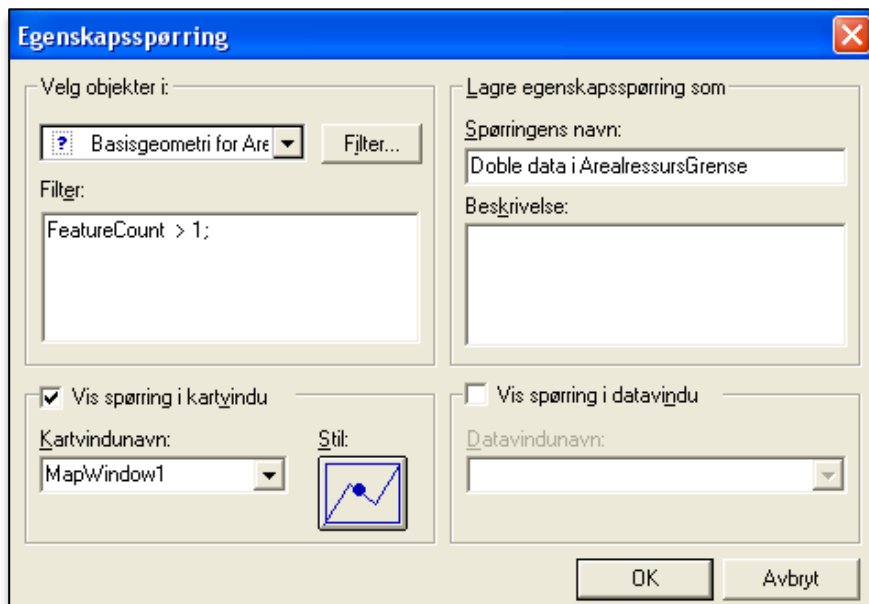 Egenskapsspørring
Velg objekter i:
Basisgeometri for Are
Filter...
Filter:
FeatureCount > 1;
Lagre egenskapsspørring som
Spørringens navn:
Doble data i ArealressursGrense
Beskrivelse:
Vis spørring i kartvindu
Kartvindunavn:
MapWindow1
Stil:
Vis spørring i datavindu
Datavindunavn:
OK
Avbryt